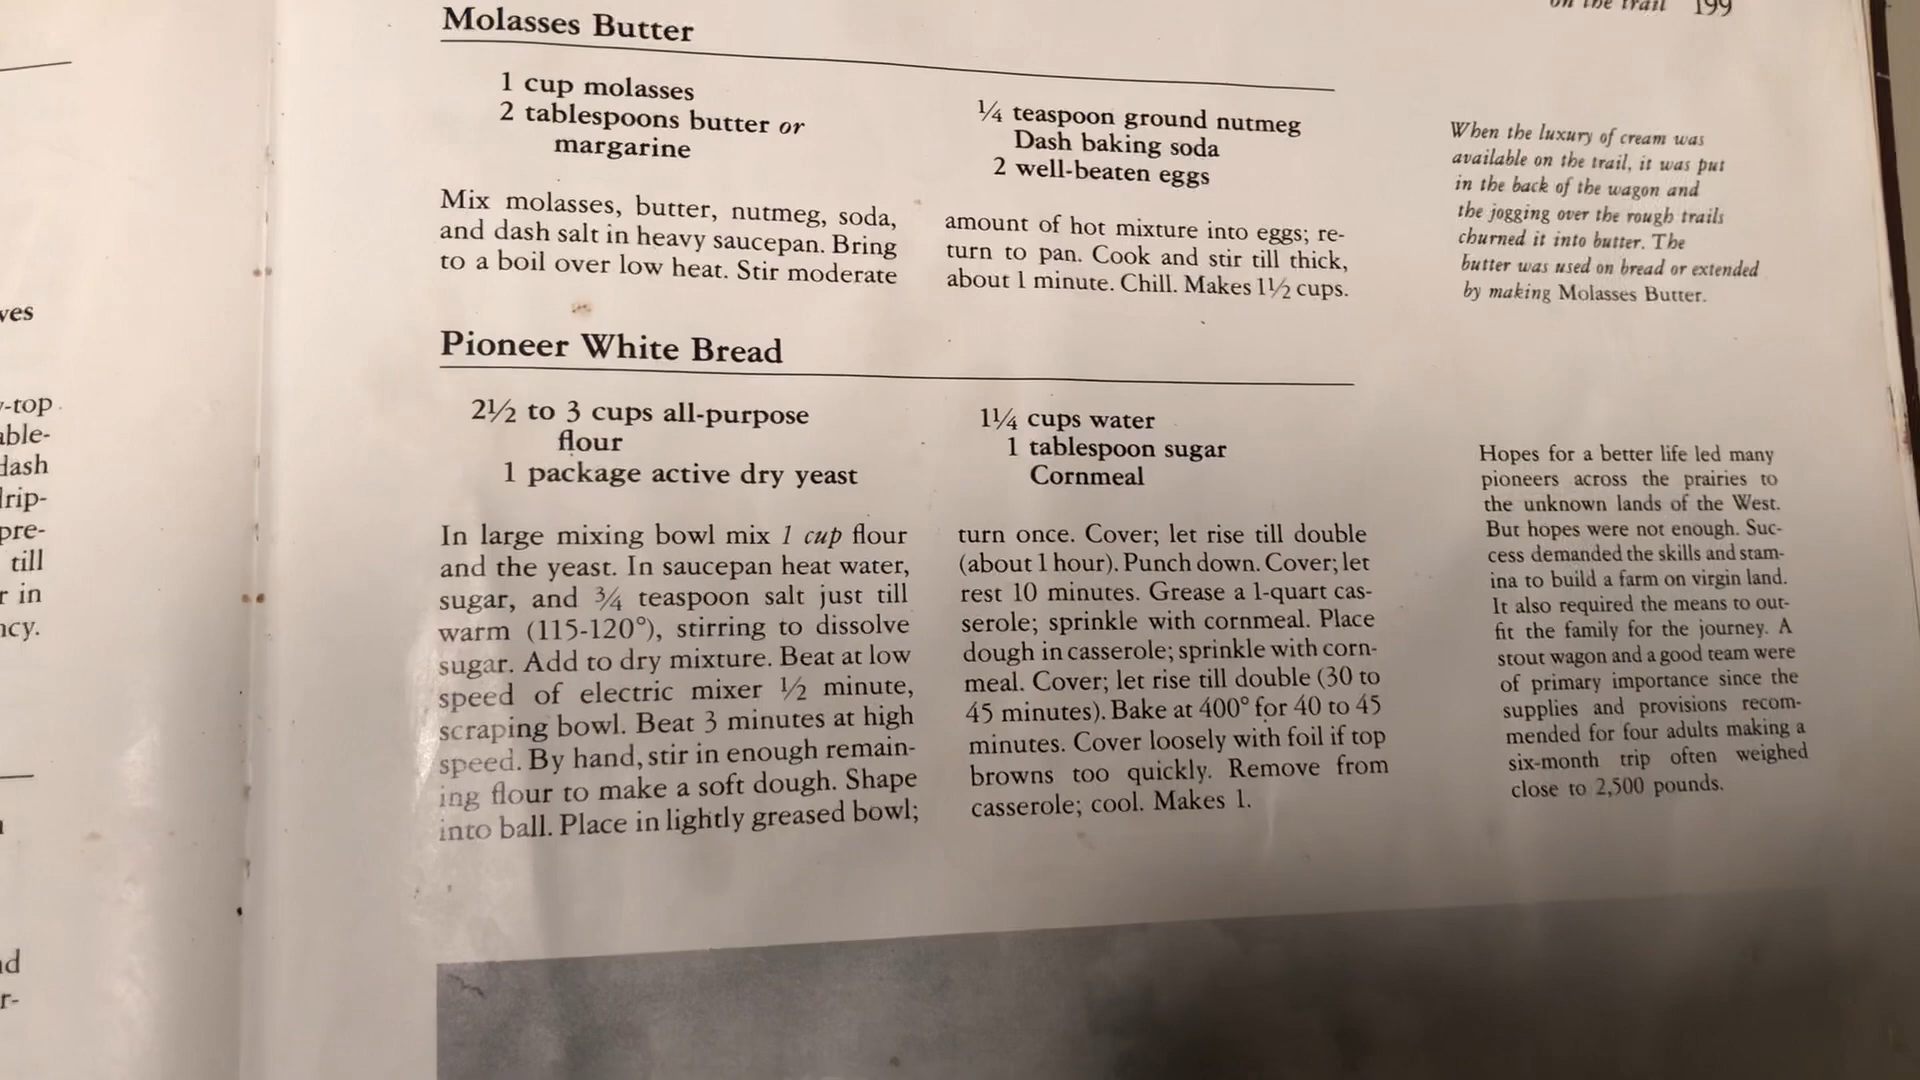 on the trail 199
Molasses Butter
1 cup molasses
2 tablespoons butter or
margarine
1/4 teaspoon ground nutmeg
Dash baking soda
2 well-beaten eggs
Mix molasses, butter, nutmeg, soda,
and dash salt in heavy saucepan. Bring
to a boil over low heat. Stir moderate
amount of hot mixture into eggs; re-
turn to pan. Cook and stir till thick,
about 1 minute. Chill. Makes 1½ cups.
When the luxury of cream was
available on the trail, it was put
in the back of the wagon and
the jogging over the rough trails
churned it into butter. The
butter was used on bread or extended
by making Molasses Butter.
Pioneer White Bread
2½ to 3 cups all-purpose
flour
1 package active dry yeast
1¼ cups water
1 tablespoon sugar
Cornmeal
In large mixing bowl mix 1 cup flour
and the yeast. In saucepan heat water,
sugar, and ¾ teaspoon salt just till
warm (115-120°), stirring to dissolve
sugar. Add to dry mixture. Beat at low
speed of electric mixer ½ minute,
scraping bowl. Beat 3 minutes at high
speed. By hand, stir in enough remain-
ing flour to make a soft dough. Shape
into ball. Place in lightly greased bowl;
turn once. Cover; let rise till double
(about 1 hour). Punch down. Cover; let
rest 10 minutes. Grease a 1-quart cas-
serole; sprinkle with cornmeal. Place
dough in casserole; sprinkle with corn-
meal. Cover; let rise till double (30 to
45 minutes). Bake at 400° for 40 to 45
minutes. Cover loosely with foil if top
browns too quickly. Remove from
casserole; cool. Makes 1.
Hopes for a better life led many
pioneers across the prairies to
the unknown lands of the West.
But hopes were not enough. Suc-
cess demanded the skills and stam-
ina to build a farm on virgin land.
It also required the means to out-
fit the family for the journey. A
stout wagon and a good team were
of primary importance since the
supplies and provisions recom-
mended for four adults making a
six-month trip often weighed
close to 2,500 pounds.
till
in